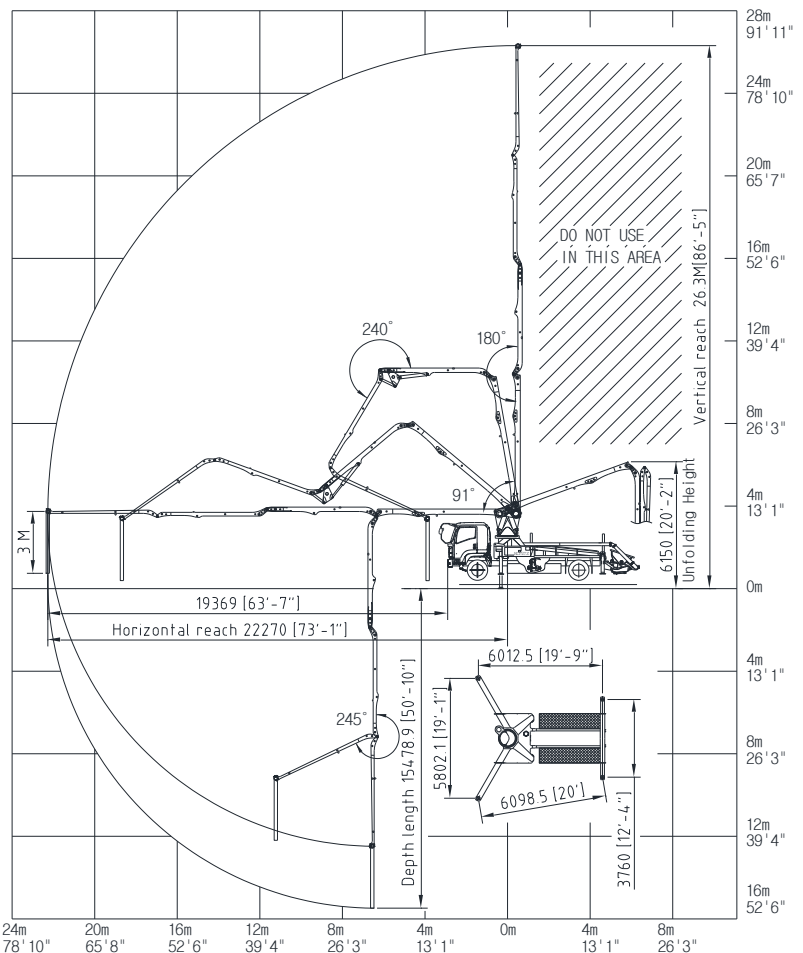 28m
91'11"
24m
78'10"
20m
65'7"
DO NOT USE
IN THIS AREA
16m
52'6"
Vertical reach 26.3M[86'-5"]
240°
180°
12m
39'4"
8m
26'3"
91°
4m
13'1"
6150 [20'-2"]
Unfolding Height
3 M
0m
19369 [63'-7"]
Horizontal reach 22270 [73'-1"]
6012.5 [19'-9"]
4m
13'1"
245°
Depth length 15478.9 [50'-10"]
5802.1 [19'-1"]
8m
26'3"
6098.5 [20']
3760 [12'-4"]
12m
39'4"
16m
52'6"
24m
78'10"
20m
65'8"
16m
52'6"
12m
39'4"
8m
26'3"
4m
13'1"
0m
4m
13'1"
8m
26'3"